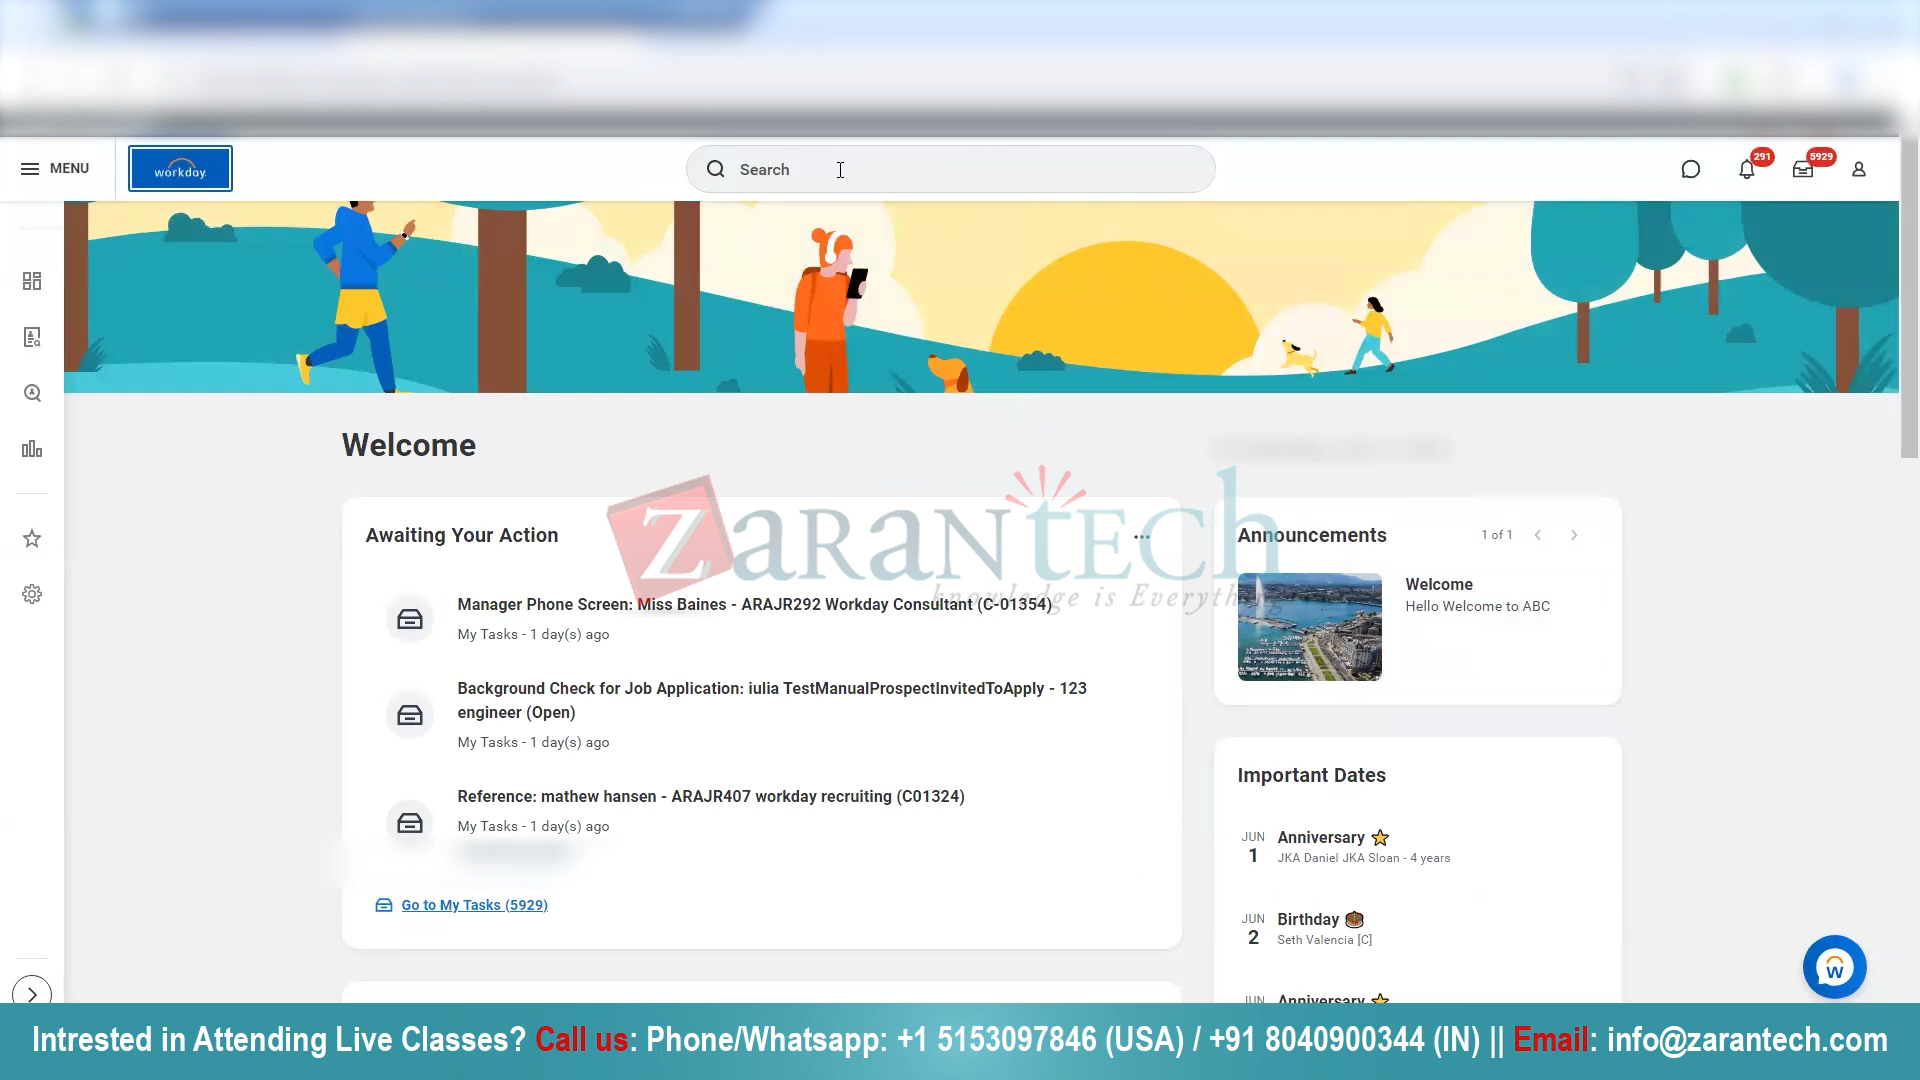 MENU
workday.
Search
291
5929
Welcome
Awaiting Your Action
Manager Phone Screen: Miss Baines - ARAJR292 Workday Consultant (C-01354)
My Tasks - 1 day(s) ago
Background Check for Job Application: iulia TestManualProspectInvitedToApply - 123
engineer (Open)
My Tasks - 1 day(s) ago
Reference: mathew hansen - ARAJR407 workday recruiting (C01324)
My Tasks - 1 day(s) ago
Go to My Tasks (5929)
ZaranTech
knowledge is Everything
Announcements
1 of 1
Welcome
Hello Welcome to ABC
Important Dates
JUN
1
Anniversary
JKA Daniel JKA Sloan - 4 years
JUN
2
Birthday
Seth Valencia [C]
JUN
Anniversary
W
Intrested in Attending Live Classes? Call us: Phone/Whatsapp: +1 5153097846 (USA) / +91 8040900344 (IN) || Email: info@zarantech.com